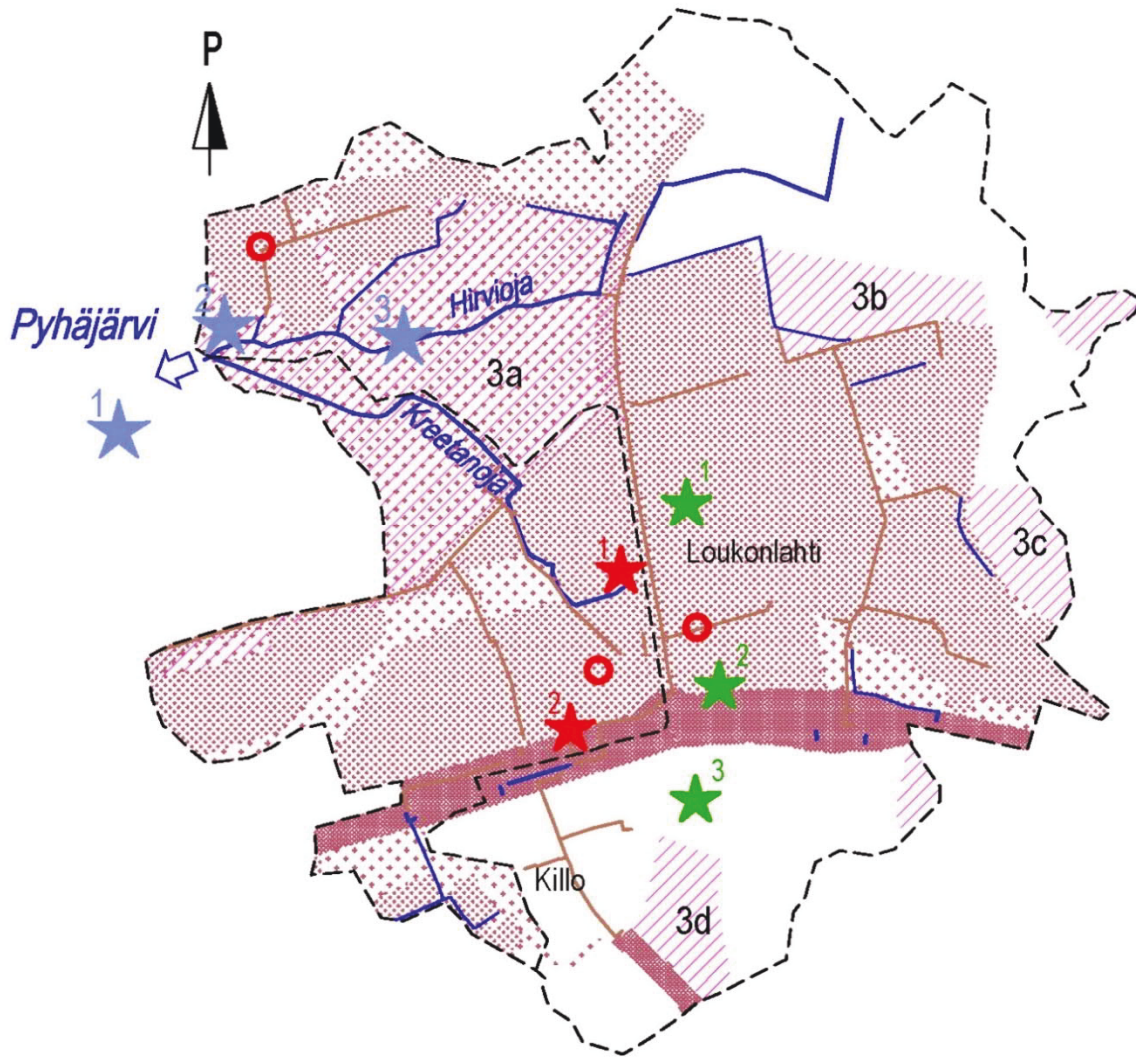 P
2
Hirvioja
3
3b
Pyhäjärvi
3a
1
Kreetanoja
1
1
Loukonlahti
3c
2
2
3
Killo
3d